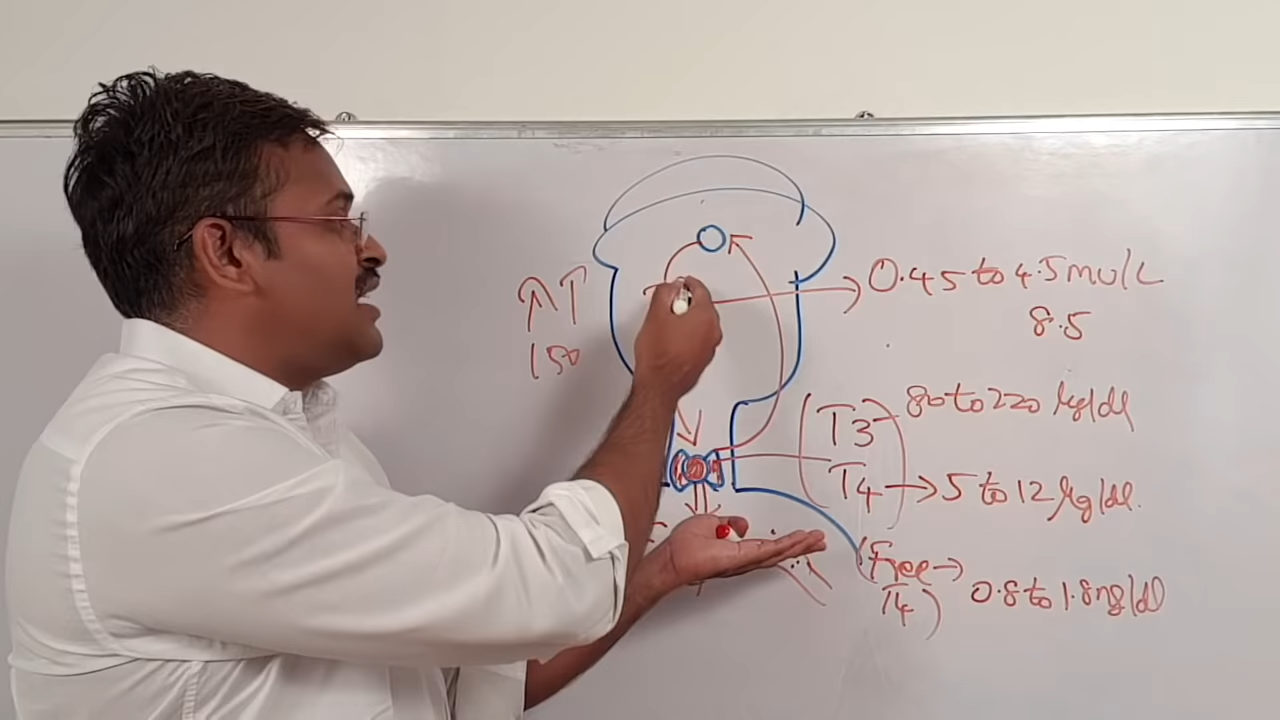 0.45 to 4.5 mu/L
8.5
150
T3 80 to 220 µg/dl
T4 → 5 to 12 µg/dl.
(Free T4) → 0.8 to 1.8 ng/dl